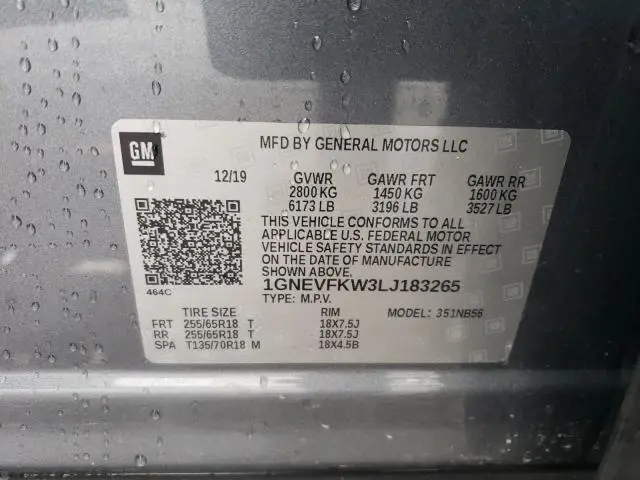 GM
MFD BY GENERAL MOTORS LLC
12/19 GVWR GAWR FRT GAWR RR
2800 KG 1450 KG 1600 KG
6173 LB 3196 LB 3527 LB
THIS VEHICLE CONFORMS TO ALL
APPLICABLE U.S. FEDERAL MOTOR
VEHICLE SAFETY STANDARDS IN EFFECT
ON THE DATE OF MANUFACTURE
SHOWN ABOVE.
1GNEVFKW3LJ183265
464C TYPE: M.P.V.
TIRE SIZE RIM MODEL: 351NB56
FRT 255/65R18 T 18X7.5J
RR 255/65R18 T 18X7.5J
SPA T135/70R18 M 18X4.5B